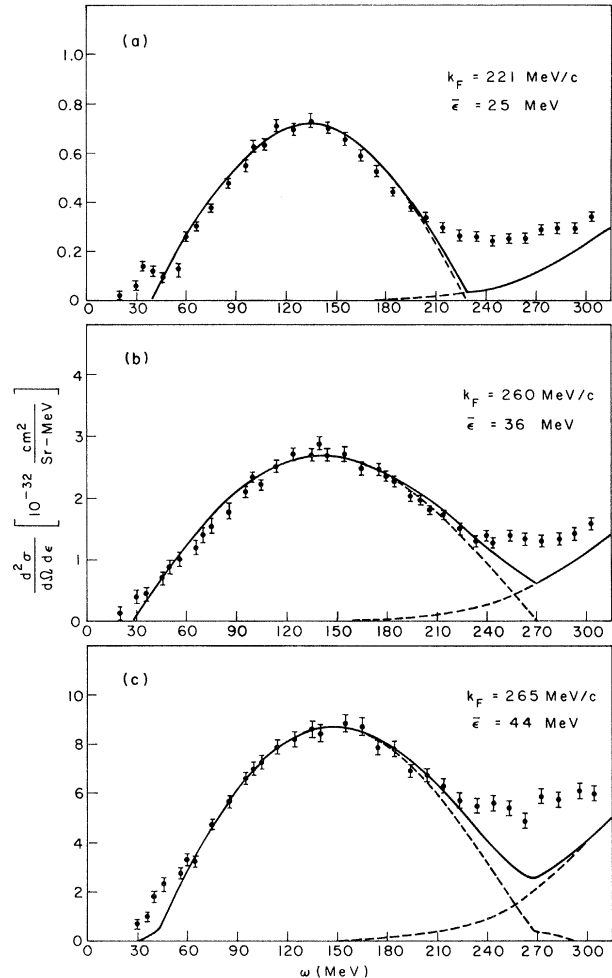 (a)
k_F = 221 MeV/c
ε̄ = 25 MeV
1.0
0.8
0.6
0.4
0.2
0
0 30 60 90 120 150 180 210 240 270 300
(b)
k_F = 260 MeV/c
ε̄ = 36 MeV
4
3
2
1
0
0 30 60 90 120 150 180 210 240 270 300
d²σ/dΩdϵ [10⁻³² cm²/Sr-MeV]
(c)
k_F = 265 MeV/c
ε̄ = 44 MeV
10
8
6
4
2
0
0 30 60 90 120 150 180 210 240 270 300
ω (MeV)